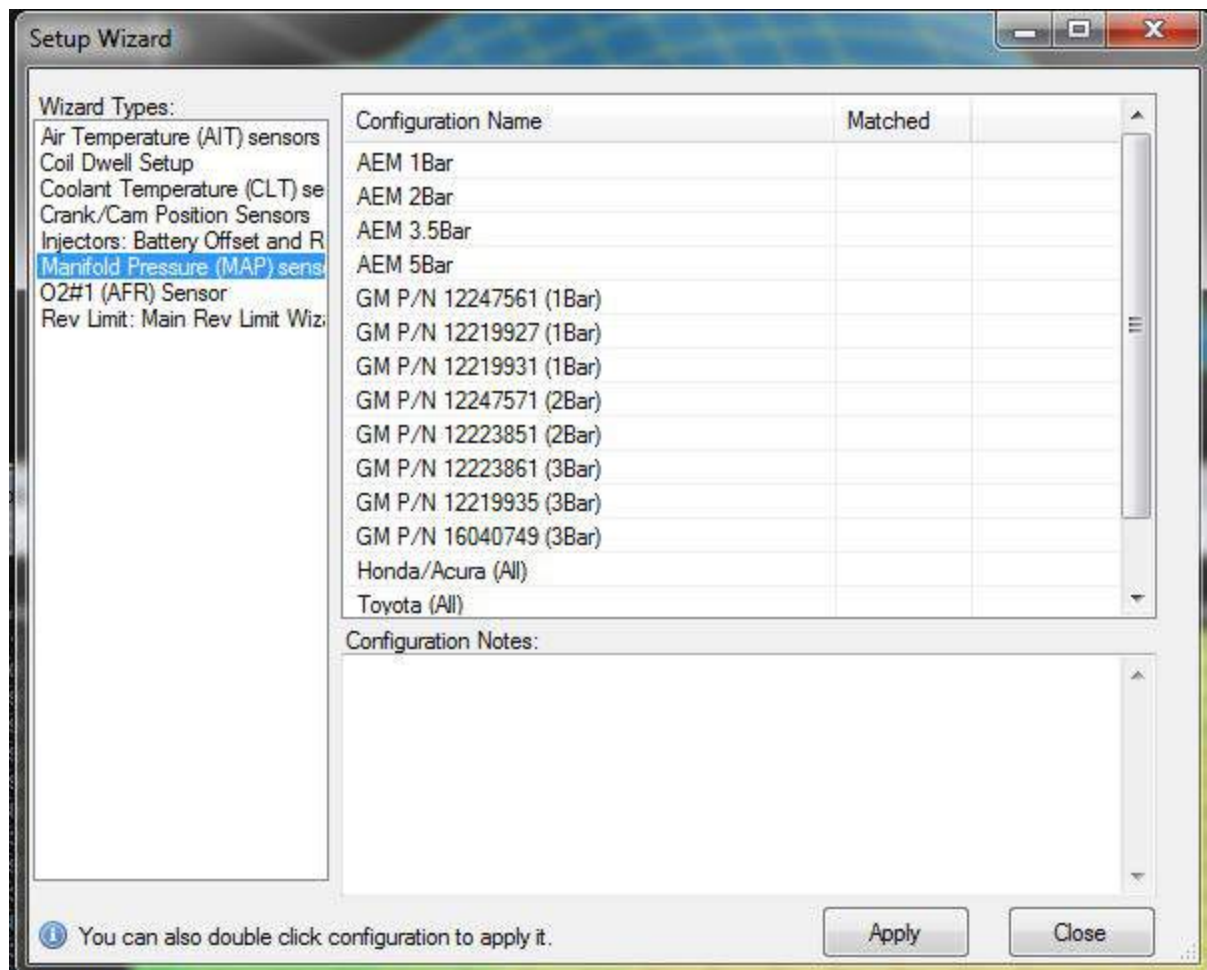 Setup Wizard
Wizard Types:
Air Temperature (AIT) sensors
Coil Dwell Setup
Coolant Temperature (CLT) se
Crank/Cam Position Sensors
Injectors: Battery Offset and R
Manifold Pressure (MAP) sens
O2#1 (AFR) Sensor
Rev Limit: Main Rev Limit Wiz
Configuration Name Matched
AEM 1Bar
AEM 2Bar
AEM 3.5Bar
AEM 5Bar
GM P/N 12247561 (1Bar)
GM P/N 12219927 (1Bar)
GM P/N 12219931 (1Bar)
GM P/N 12247571 (2Bar)
GM P/N 12223851 (2Bar)
GM P/N 12223861 (3Bar)
GM P/N 12219935 (3Bar)
GM P/N 16040749 (3Bar)
Honda/Acura (All)
Toyota (All)
Configuration Notes:
You can also double click configuration to apply it.
Apply
Close